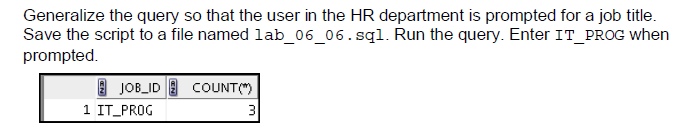 Generalize the query so that the user in the HR department is prompted for a job title.
Save the script to a file named lab_06_06.sql. Run the query. Enter IT_PROG when
prompted.
JOB_ID COUNT(*)
1 IT_PROG 3